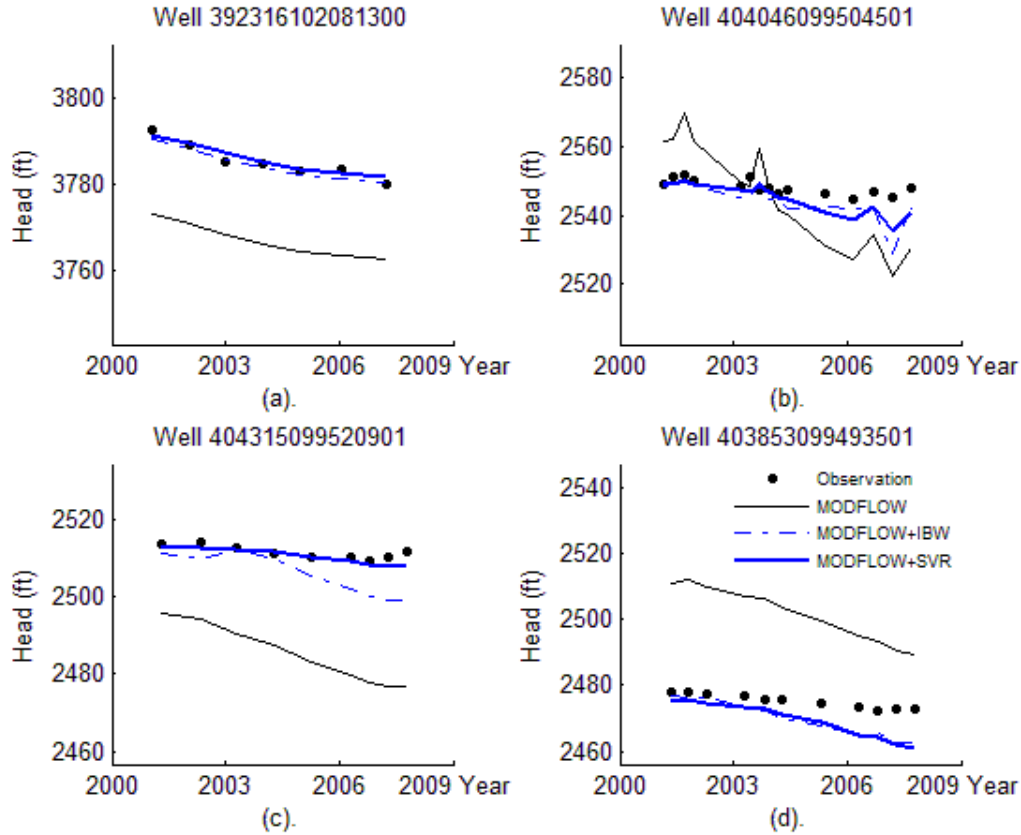 Well 392316102081300
Head (ft)
3800
3780
3760
2000 2003 2006 2009 Year
(a).
Well 404046099504501
Head (ft)
2580
2560
2540
2520
2000 2003 2006 2009 Year
(b).
Well 404315099520901
Head (ft)
2520
2500
2480
2460
2000 2003 2006 2009 Year
(c).
Well 403853099493501
Head (ft)
2540
2520
2500
2480
2460
Observation
MODFLOW
MODFLOW+IBW
MODFLOW+SVR
2000 2003 2006 2009 Year
(d).